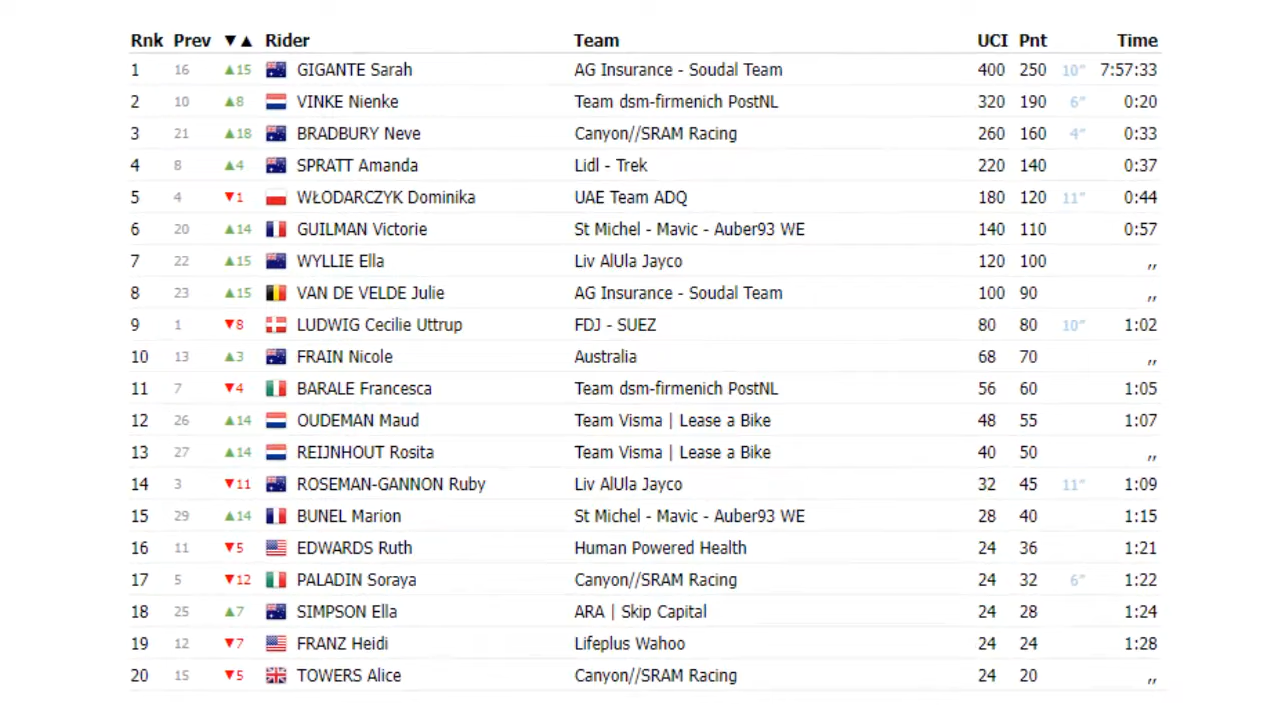 Rnk Prev ▼▲ Rider Team UCI Pnt Time
1 16 ▲15 GIGANTE Sarah AG Insurance - Soudal Team 400 250 10″ 7:57:33
2 10 ▲8 VINKE Nienke Team dsm-firmenich PostNL 320 190 6″ 0:20
3 21 ▲18 BRADBURY Neve Canyon//SRAM Racing 260 160 4″ 0:33
4 8 ▲4 SPRATT Amanda Lidl - Trek 220 140 0:37
5 4 ▼1 WŁODARCZYK Dominika UAE Team ADQ 180 120 11″ 0:44
6 20 ▲14 GUILMAN Victorie St Michel - Mavic - Auber93 WE 140 110 0:57
7 22 ▲15 WYLLIE Ella Liv AlUla Jayco 120 100 ,,
8 23 ▲15 VAN DE VELDE Julie AG Insurance - Soudal Team 100 90 ,,
9 1 ▼8 LUDWIG Cecilie Uttrup FDJ - SUEZ 80 80 10″ 1:02
10 13 ▲3 FRAIN Nicole Australia 68 70 ,,
11 7 ▼4 BARALE Francesca Team dsm-firmenich PostNL 56 60 1:05
12 26 ▲14 OUDEMAN Maud Team Visma | Lease a Bike 48 55 1:07
13 27 ▲14 REIJNHOUT Rosita Team Visma | Lease a Bike 40 50 ,,
14 3 ▼11 ROSEMAN-GANNON Ruby Liv AlUla Jayco 32 45 11″ 1:09
15 29 ▲14 BUNEL Marion St Michel - Mavic - Auber93 WE 28 40 1:15
16 11 ▼5 EDWARDS Ruth Human Powered Health 24 36 1:21
17 5 ▼12 PALADIN Soraya Canyon//SRAM Racing 24 32 6″ 1:22
18 25 ▲7 SIMPSON Ella ARA | Skip Capital 24 28 1:24
19 12 ▼7 FRANZ Heidi Lifeplus Wahoo 24 24 1:28
20 15 ▼5 TOWERS Alice Canyon//SRAM Racing 24 20 ,,